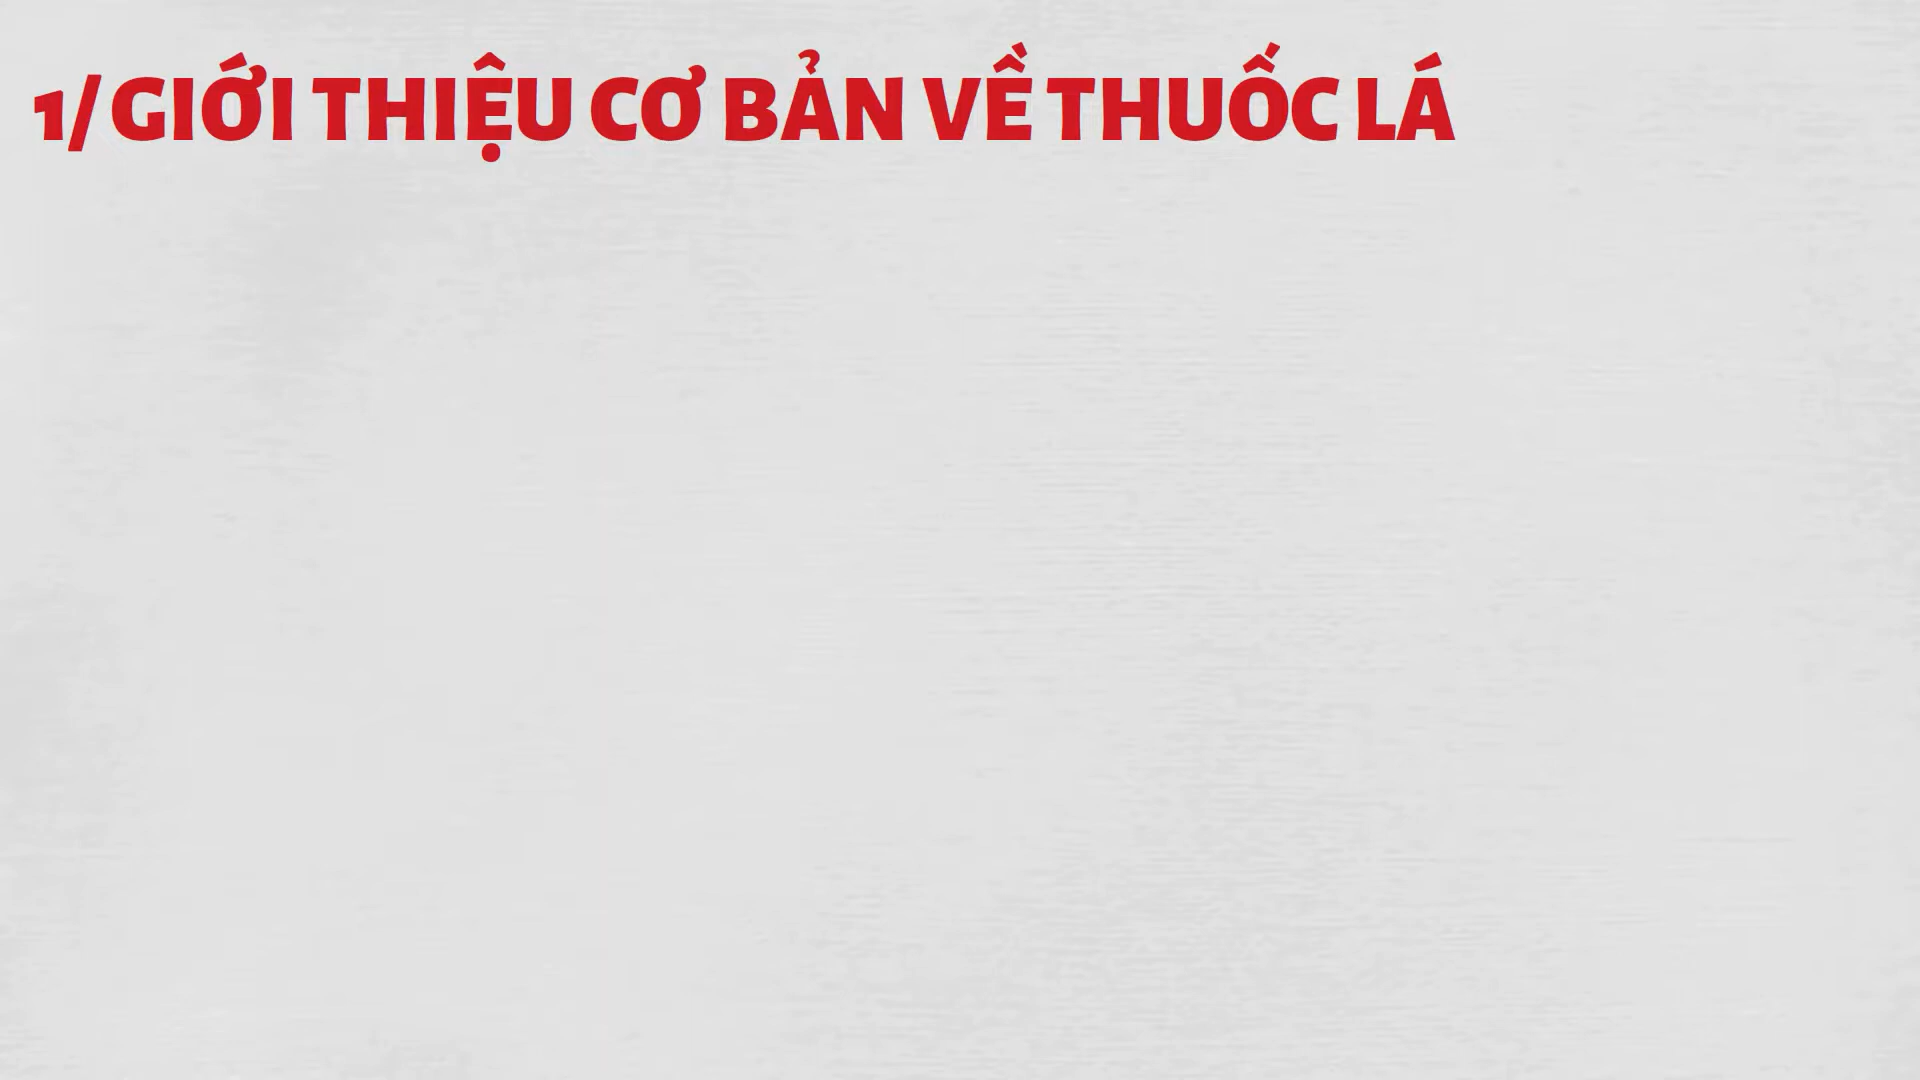 1/ GIỚI THIỆU CƠ BẢN VỀ THUỐC LÁ